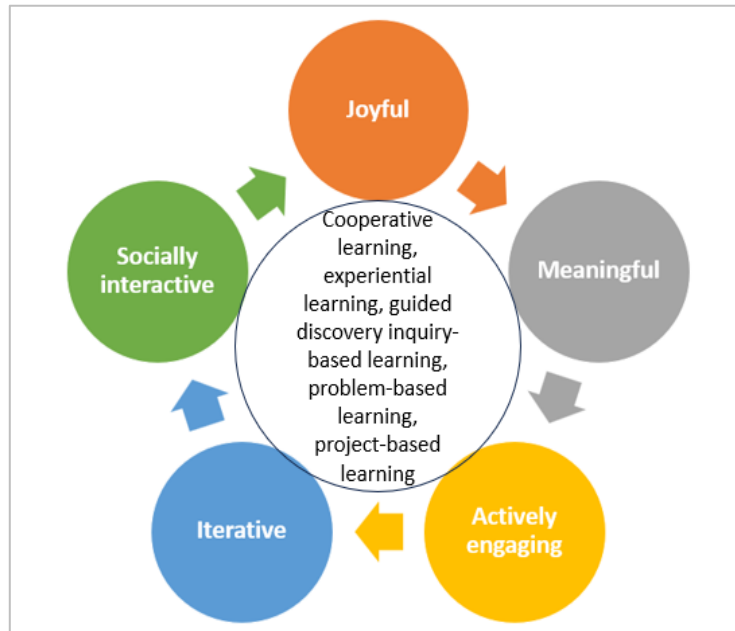 Joyful
Meaningful
Actively
engaging
Iterative
Socially
interactive
Cooperative
learning,
experiential
learning, guided
discovery inquiry-
based learning,
problem-based
learning,
project-based
learning